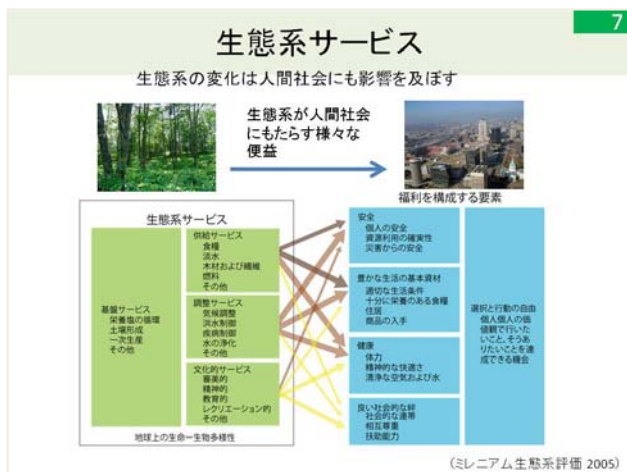 7
生態系サービス
生態系の変化は人間社会にも影響を及ぼす
生態系が人間社会
にもたらす様々な
便益
福利を構成する要素
生態系サービス
基盤サービス
栄養塩の循環
土壌形成
一次生産
その他
供給サービス
食糧
淡水
木材および繊維
燃料
その他
調整サービス
気候調整
洪水制御
疾病制御
水の浄化
その他
文化的サービス
審美的
精神的
教育的
レクリエーション的
その他
地球上の生命ー生物多様性
安全
個人の安全
資源利用の確実性
災害からの安全
豊かな生活の基本資材
適切な生活条件
十分に栄養のある食糧
住居
商品の入手
健康
体力
精神的な快適さ
清浄な空気および水
良い社会的な絆
社会的な連帯
相互尊重
扶助能力
選択と行動の自由
個人個人の価
値観で行いた
いこと、そうあ
りたいことを達
成できる機会
(ミレニアム生態系評価 2005)